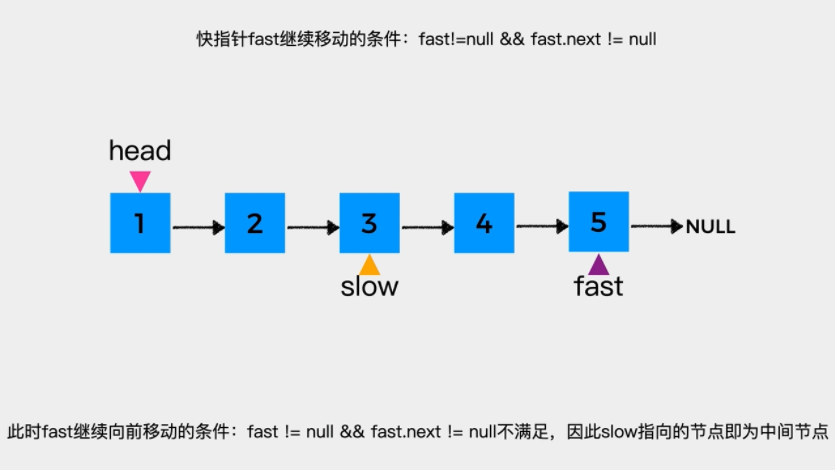 快指针fast继续移动的条件：fast!=null && fast.next != null
head
1 2 3 4 5 NULL
slow fast
此时fast继续向前移动的条件：fast != null && fast.next != null不满足，因此slow指向的节点即为中间节点